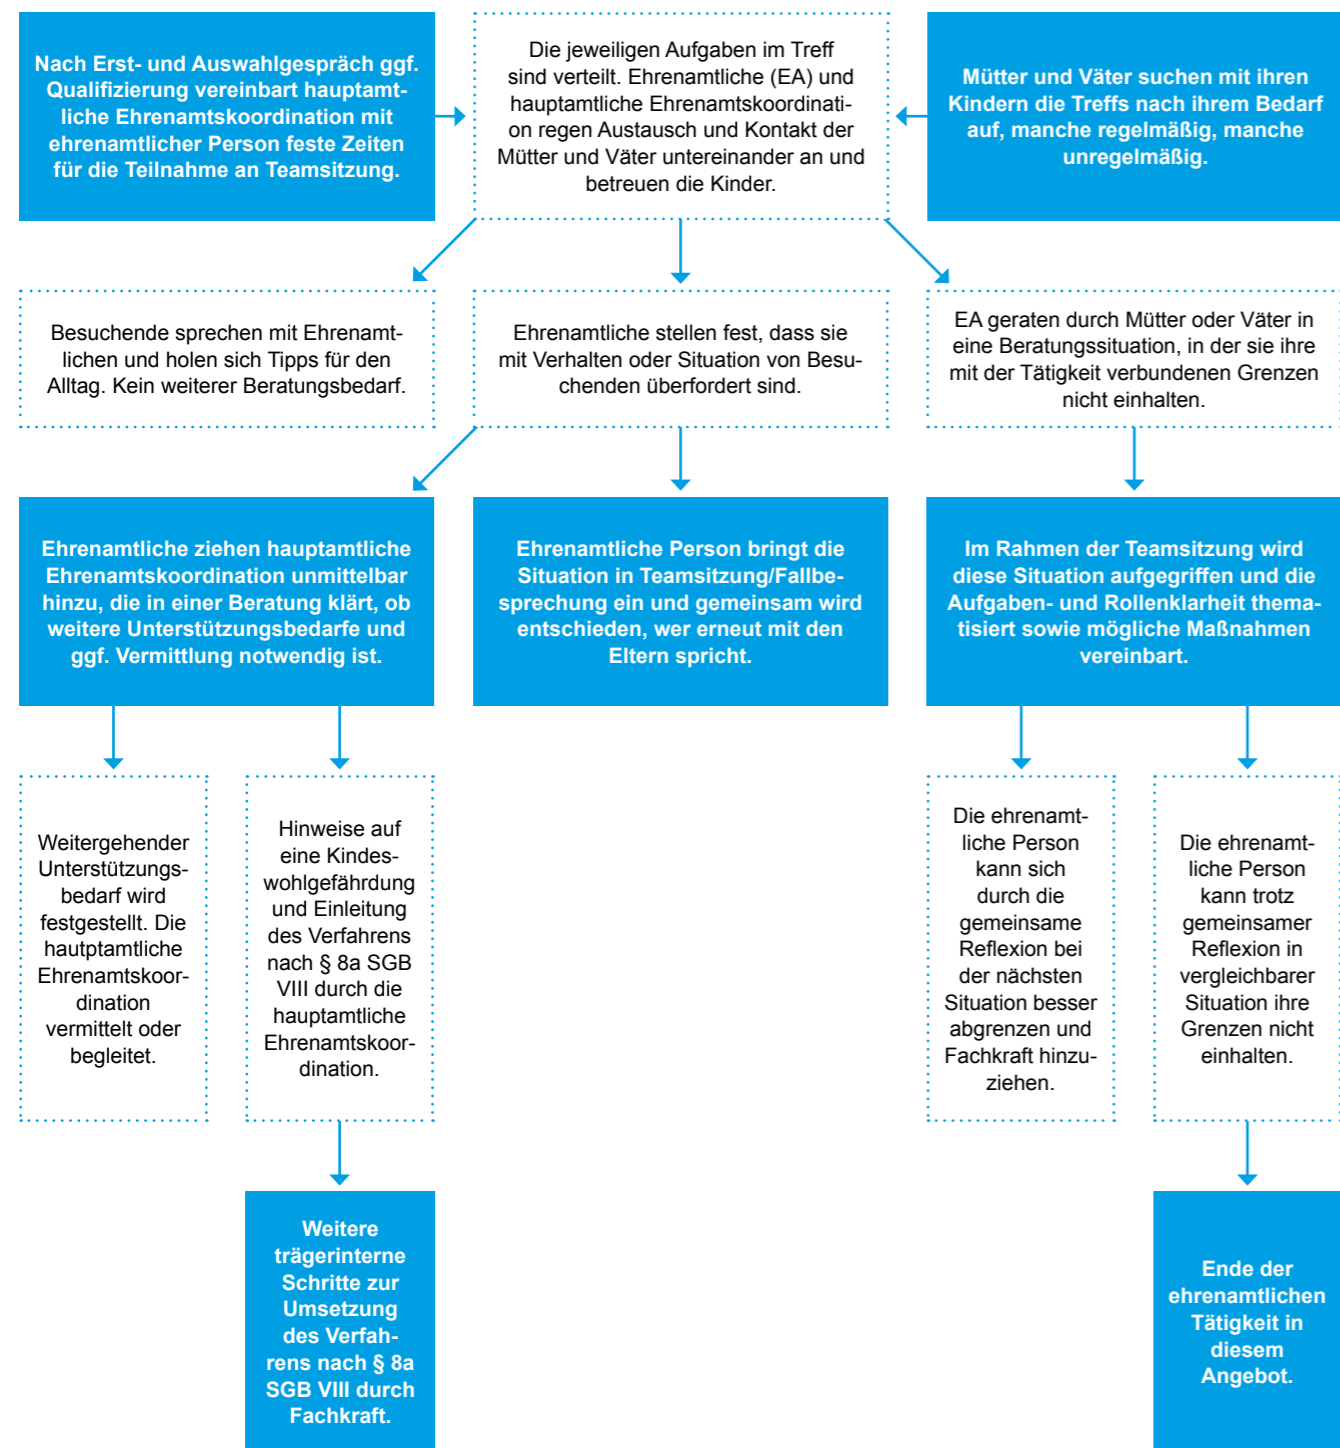 Nach Erst- und Auswahlgespräch ggf.
Qualifizierung vereinbart hauptamt-
liche Ehrenamtskoordination mit
ehrenamtlicher Person feste Zeiten
für die Teilnahme an Teamsitzung.
Die jeweiligen Aufgaben im Treff
sind verteilt. Ehrenamtliche (EA) und
hauptamtliche Ehrenamtskoordinati-
on regen Austausch und Kontakt der
Mütter und Väter untereinander an und
betreuen die Kinder.
Mütter und Väter suchen mit ihren
Kindern die Treffs nach ihrem Bedarf
auf, manche regelmäßig, manche
unregelmäßig.
Besuchende sprechen mit Ehrenamt-
lichen und holen sich Tipps für den
Alltag. Kein weiterer Beratungsbedarf.
Ehrenamtliche stellen fest, dass sie
mit Verhalten oder Situation von Besu-
chenden überfordert sind.
EA geraten durch Mütter oder Väter in
eine Beratungssituation, in der sie ihre
mit der Tätigkeit verbundenen Grenzen
nicht einhalten.
Ehrenamtliche ziehen hauptamtliche
Ehrenamtskoordination unmittelbar
hinzu, die in einer Beratung klärt, ob
weitere Unterstützungsbedarfe und
ggf. Vermittlung notwendig ist.
Ehrenamtliche Person bringt die
Situation in Teamsitzung/Fallbe-
sprechung ein und gemeinsam wird
entschieden, wer erneut mit den
Eltern spricht.
Im Rahmen der Teamsitzung wird
diese Situation aufgegriffen und die
Aufgaben- und Rollenklarheit thema-
tisiert sowie mögliche Maßnahmen
vereinbart.
Weitergehender
Unterstützungs-
bedarf wird
festgestellt. Die
hautptamtliche
Ehrenamtskoor-
dination
vermittelt oder
begleitet.
Hinweise auf
eine Kindes-
wohlgefährdung
und Einleitung
des Verfahrens
nach § 8a SGB
VIII durch die
hauptamtliche
Ehrenamtskoor-
dination.
Die ehrenamt-
liche Person
kann sich
durch die
gemeinsame
Reflexion bei
der nächsten
Situation besser
abgrenzen und
Fachkraft hinzu-
ziehen.
Die ehrenamt-
liche Person
kann trotz
gemeinsamer
Reflexion in
vergleichbarer
Situation ihre
Grenzen nicht
einhalten.
Weitere
trägerinterne
Schritte zur
Umsetzung
des Verfah-
rens nach § 8a
SGB VIII durch
Fachkraft.
Ende der
ehrenamtlichen
Tätigkeit in
diesem
Angebot.